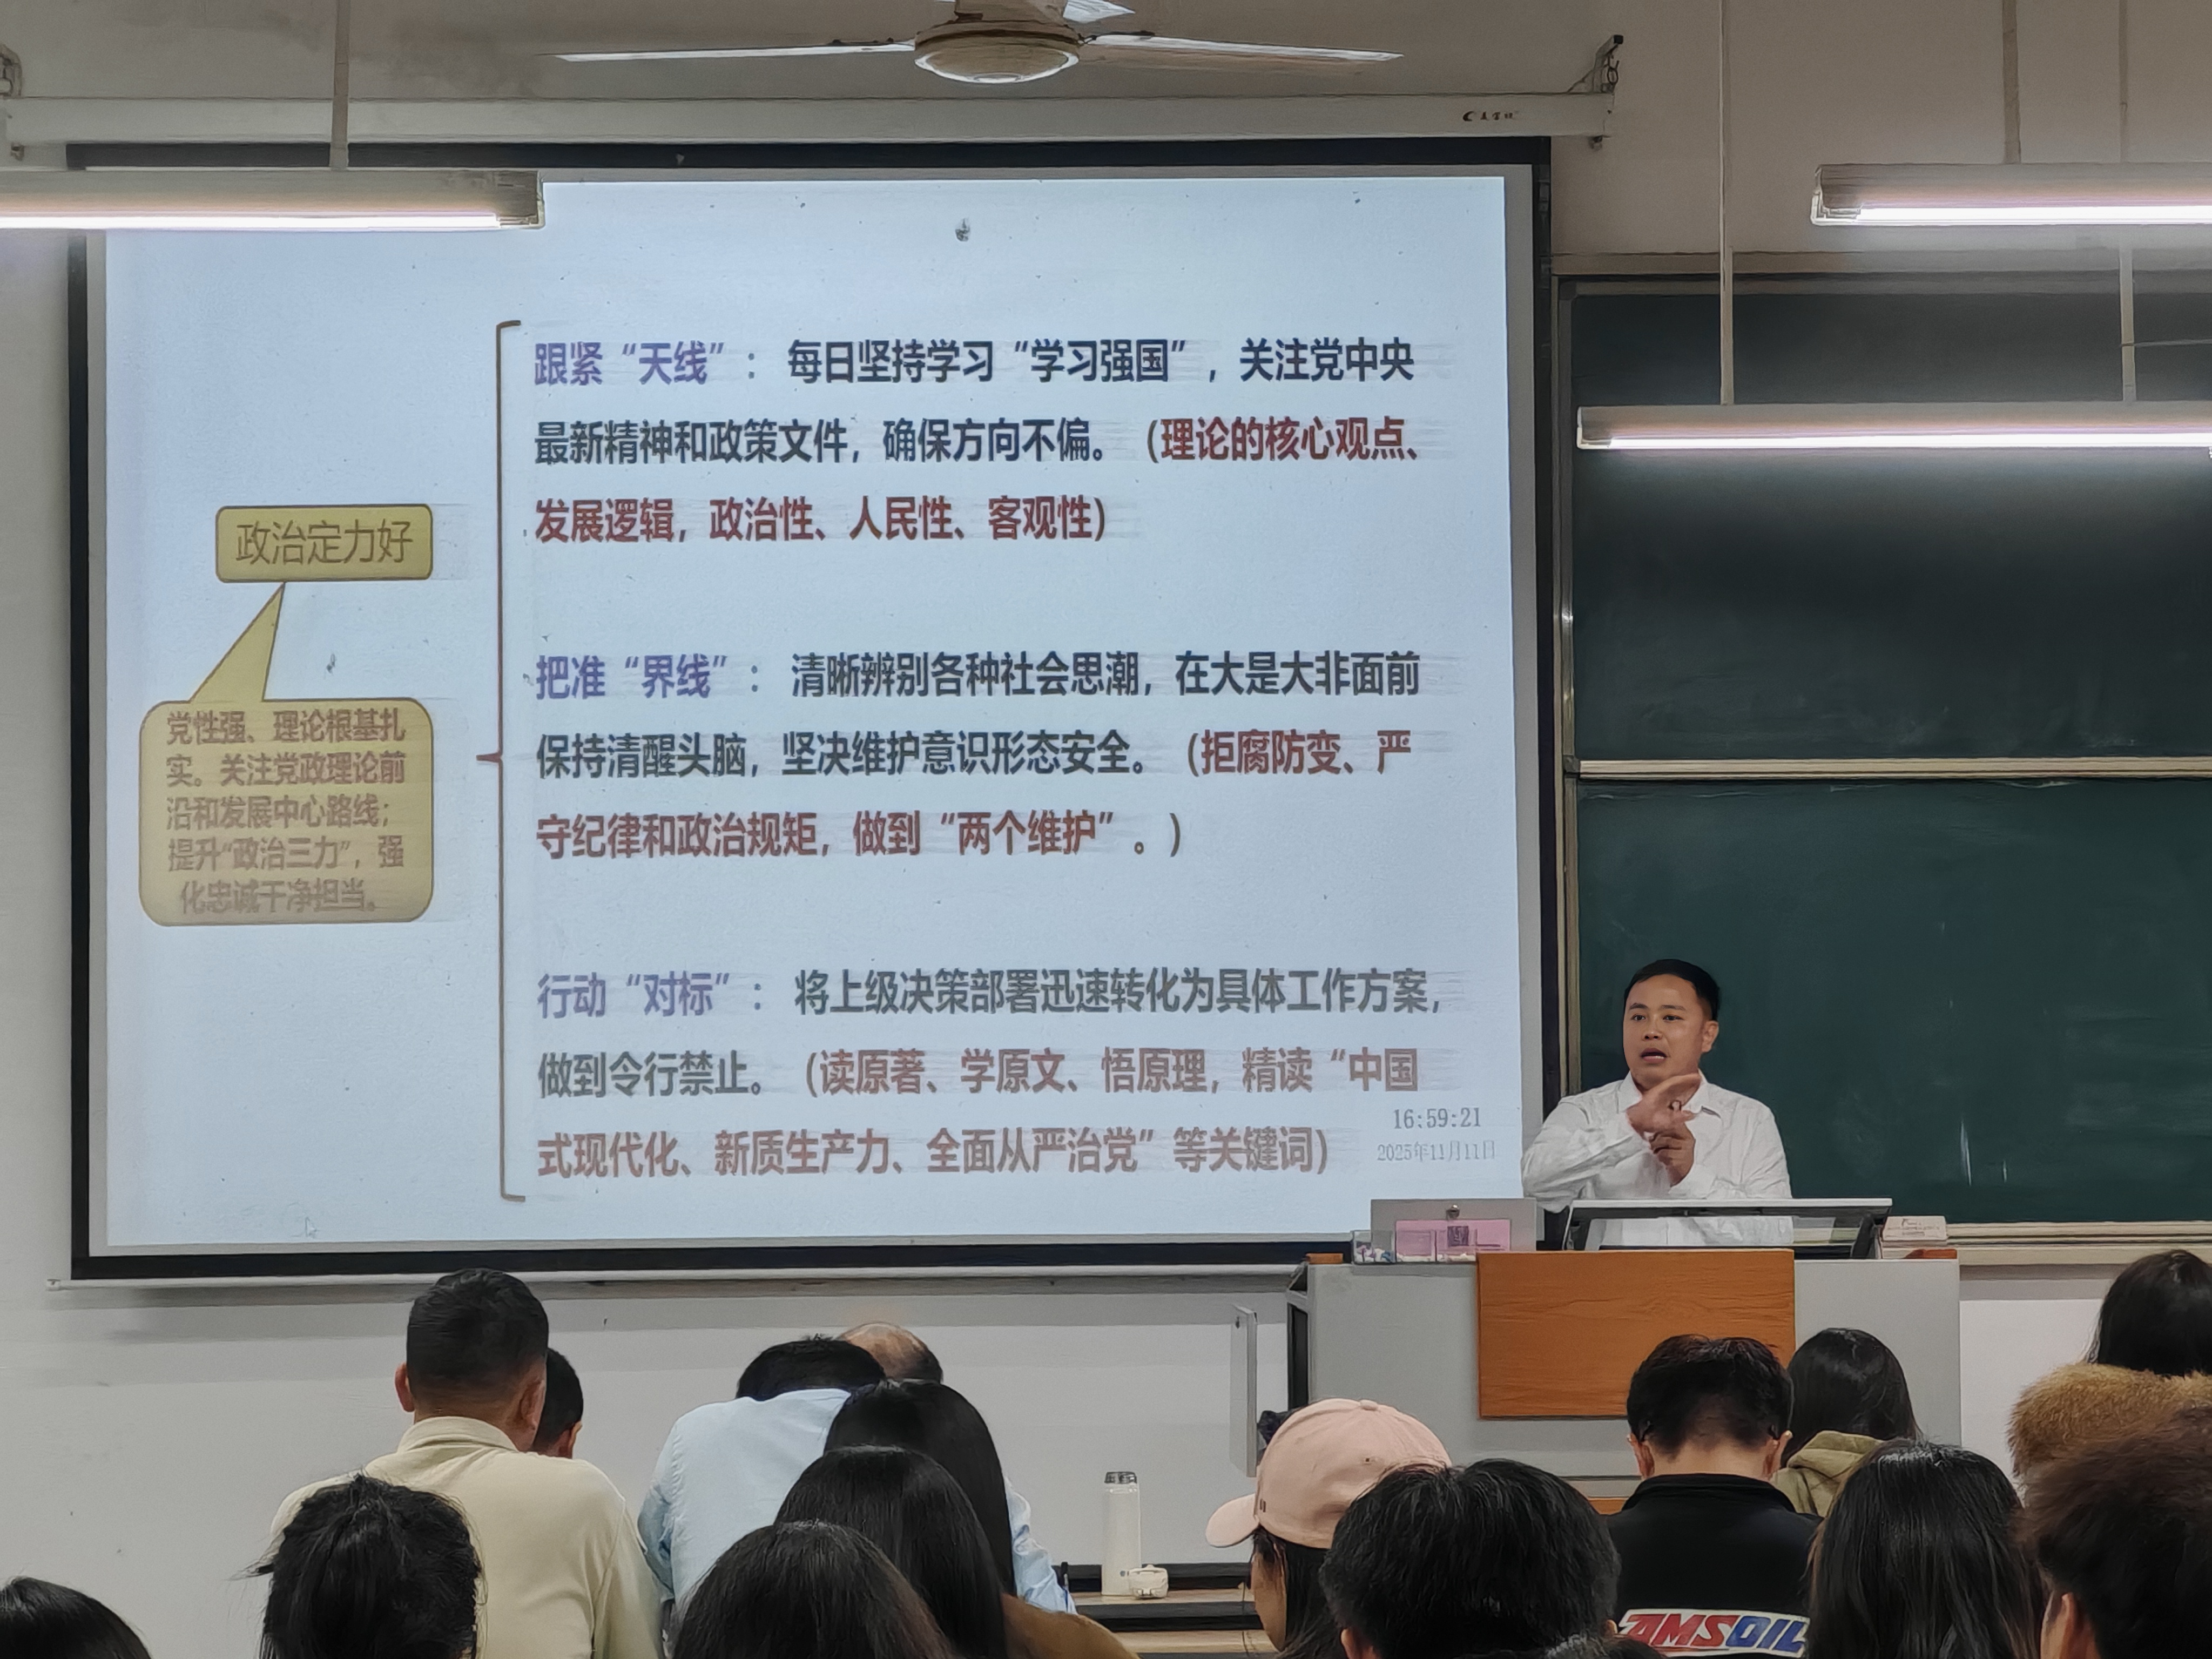 政治定力好
党性强、理论根基扎
实。关注党政理论前
沿和发展中心路线；
提升“政治三力”，强
化忠诚干净担当。
跟紧“天线”：每日坚持学习“学习强国”，关注党中央
最新精神和政策文件，确保方向不偏。（理论的核心观点、
发展逻辑，政治性、人民性、客观性）
把准“界线”：清晰辨别各种社会思潮，在大是大非面前
保持清醒头脑，坚决维护意识形态安全。（拒腐防变、严
守纪律和政治规矩，做到“两个维护”。）
行动“对标”：将上级决策部署迅速转化为具体工作方案，
做到令行禁止。（读原著、学原文、悟原理，精读“中国
式现代化、新质生产力、全面从严治党”等关键词）
16:59:21
2025年11月11日
AMSOIL